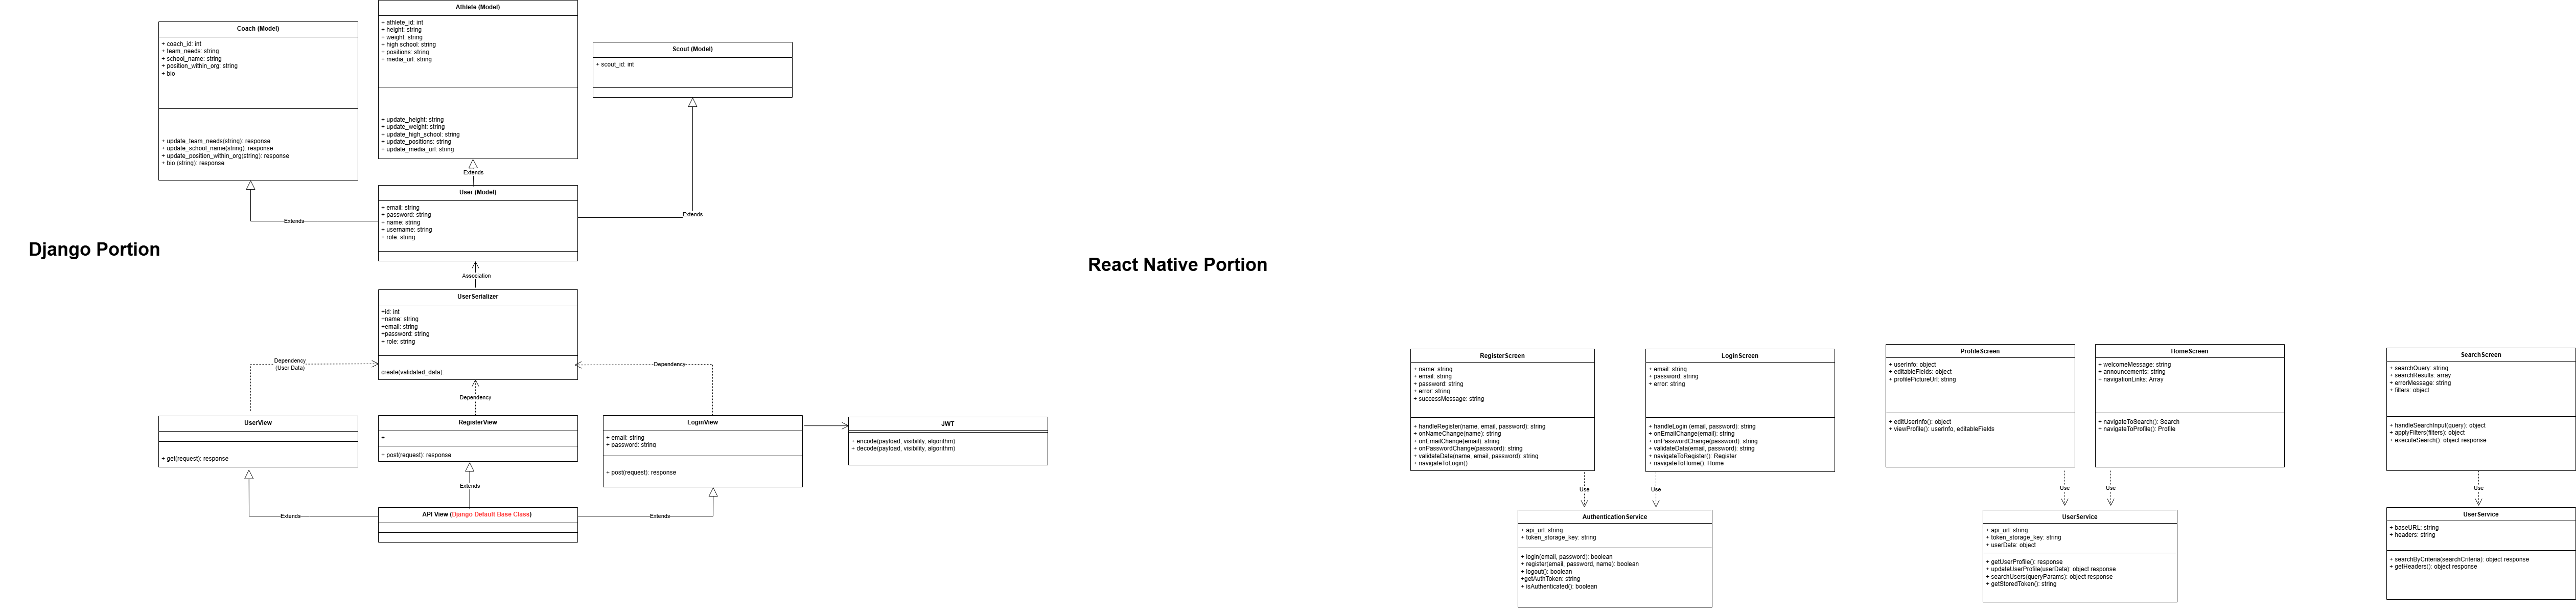 Athlete (Model)
+ athlete_id: int
+ height: string
+ weight: string
+ high school: string
+ positions: string
+ media_url: string
+ update_height: string
+ update_weight: string
+ update_high_school: string
+ update_positions: string
+ update_media_url: string
Coach (Model)
+ coach_id: int
+ team_needs: string
+ school_name: string
+ position_within_org: string
+ bio
+ update_team_needs(string): response
+ update_school_name(string): response
+ update_position_within_org(string): response
+ bio (string): response
Scout (Model)
+ scout_id: int
Extends
Extends
Extends
User (Model)
+ email: string
+ password: string
+ name: string
+ username: string
+ role: string
Django Portion
Association
UserSerializer
+id: int
+name: string
+email: string
+password: string
+ role: string
create(validated_data):
Dependency
(User Data)
Dependency
Dependency
UserView
+ get(request): response
RegisterView
+
+ post(request): response
LoginView
+ email: string
+ password: string
+ post(request): response
JWT
+ encode(payload, visibility, algorithm)
+ decode(payload, visibility, algorithm)
Extends
Extends
Extends
API View (Django Default Base Class)
React Native Portion
RegisterScreen
+ name: string
+ email: string
+ password: string
+ error: string
+ successMessage: string
+ handleRegister(name, email, password): string
+ onNameChange(name): string
+ onEmailChange(email): string
+ onPasswordChange(password): string
+ validateData(name, email, password): string
+ navigateToLogin()
LoginScreen
+ email: string
+ password: string
+ error: string
+ handleLogin (email, password): string
+ onEmailChange(email): string
+ onPasswordChange(password): string
+ validateData(email, password): string
+ navigateToRegister(): Register
+ navigateToHome(): Home
Use
Use
AuthenticationService
+ api_url: string
+ token_storage_key: string
+ login(email, password): boolean
+ register(email, password, name): boolean
+ logout(): boolean
+getAuthToken: string
+ isAuthenticated(): boolean
ProfileScreen
+ userInfo: object
+ editableFields: object
+ profilePictureUrl: string
+ editUserInfo(): object
+ viewProfile(): userInfo, editableFields
HomeScreen
+ welcomeMessage: string
+ announcements: string
+ navigationLinks: Array
+ navigateToSearch(): Search
+ navigateToProfile(): Profile
Use
Use
UserService
+ api_url: string
+ token_storage_key: string
+ userData: object
+ getUserProfile(): response
+ updateUserProfile(userData): object response
+ searchUsers(queryParams): object response
+ getStoredToken(): string
SearchScreen
+ searchQuery: string
+ searchResults: array
+ errorMessage: string
+ filters: object
+ handleSearchInput(query): object
+ applyFilters(filters): object
+ executeSearch(): object response
Use
UserService
+ baseURL: string
+ headers: string
+ searchByCriteria(searchCriteria): object response
+ getHeaders(): object response